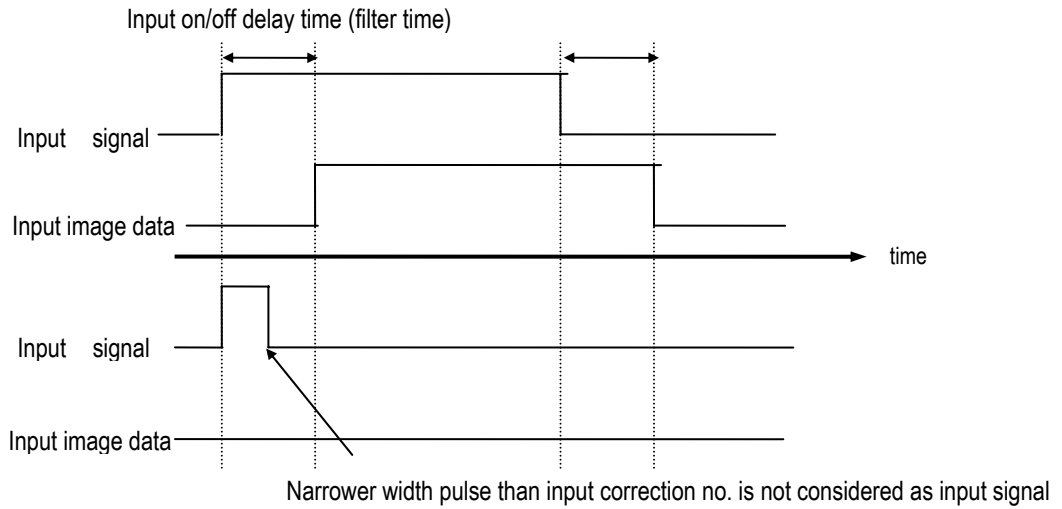 Input on/off delay time (filter time)
Input signal
Input image data
time
Input signal
Input image data
Narrower width pulse than input correction no. is not considered as input signal